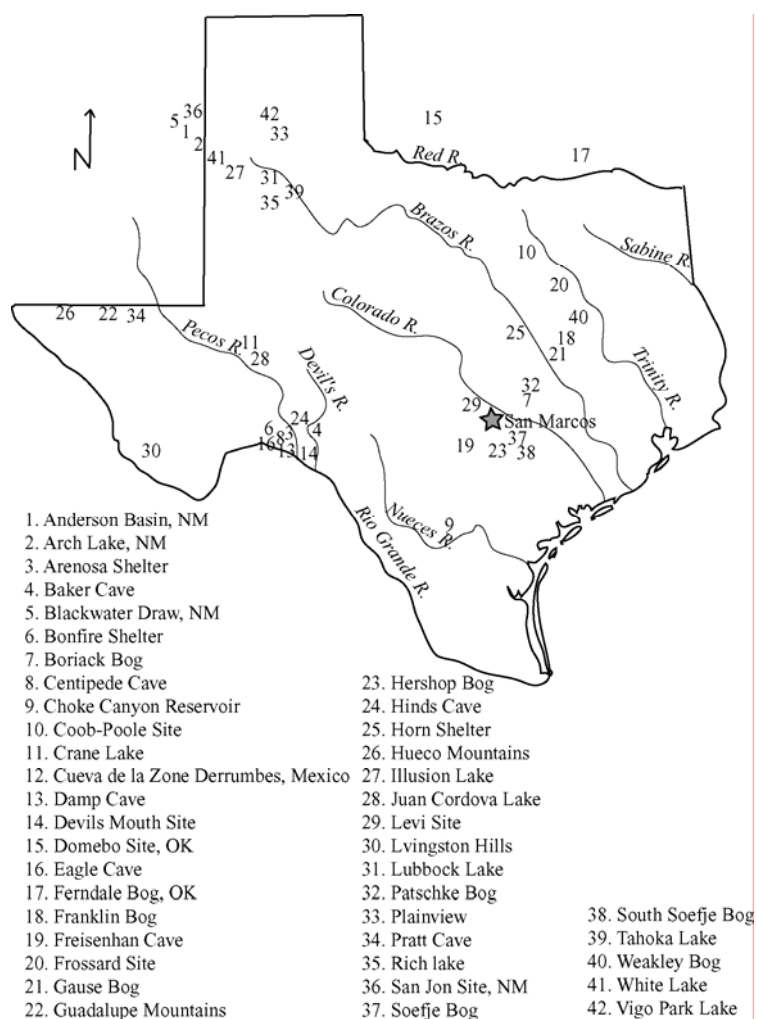 36
42
5
15
33
1
2
N
41
Red R.
17
27
31
39
35
Brazos R.
10
Sabine R.
20
Colorado R.
26 22 34
40
Pecos R.
11
25
18
28
21
Devil's R.
Trinity R.
32
29
7
24
San Marcos
6
3
4
8
37
16
19
30
13
14
23
38
Nueces R.
9
Rio Grande R.
1. Anderson Basin, NM
2. Arch Lake, NM
3. Arenosa Shelter
4. Baker Cave
5. Blackwater Draw, NM
6. Bonfire Shelter
7. Boriack Bog
8. Centipede Cave
9. Choke Canyon Reservoir
10. Coob-Poole Site
11. Crane Lake
12. Cueva de la Zone Derrumbes, Mexico
13. Damp Cave
14. Devils Mouth Site
15. Domebo Site, OK
16. Eagle Cave
17. Ferndale Bog, OK
18. Franklin Bog
19. Freisenhan Cave
20. Frossard Site
21. Gause Bog
22. Guadalupe Mountains
23. Hershop Bog
24. Hinds Cave
25. Horn Shelter
26. Hueco Mountains
27. Illusion Lake
28. Juan Cordova Lake
29. Levi Site
30. Lvingston Hills
31. Lubbock Lake
32. Patschke Bog
33. Plainview
34. Pratt Cave
35. Rich lake
36. San Jon Site, NM
37. Soefje Bog
38. South Soefje Bog
39. Tahoka Lake
40. Weakley Bog
41. White Lake
42. Vigo Park Lake